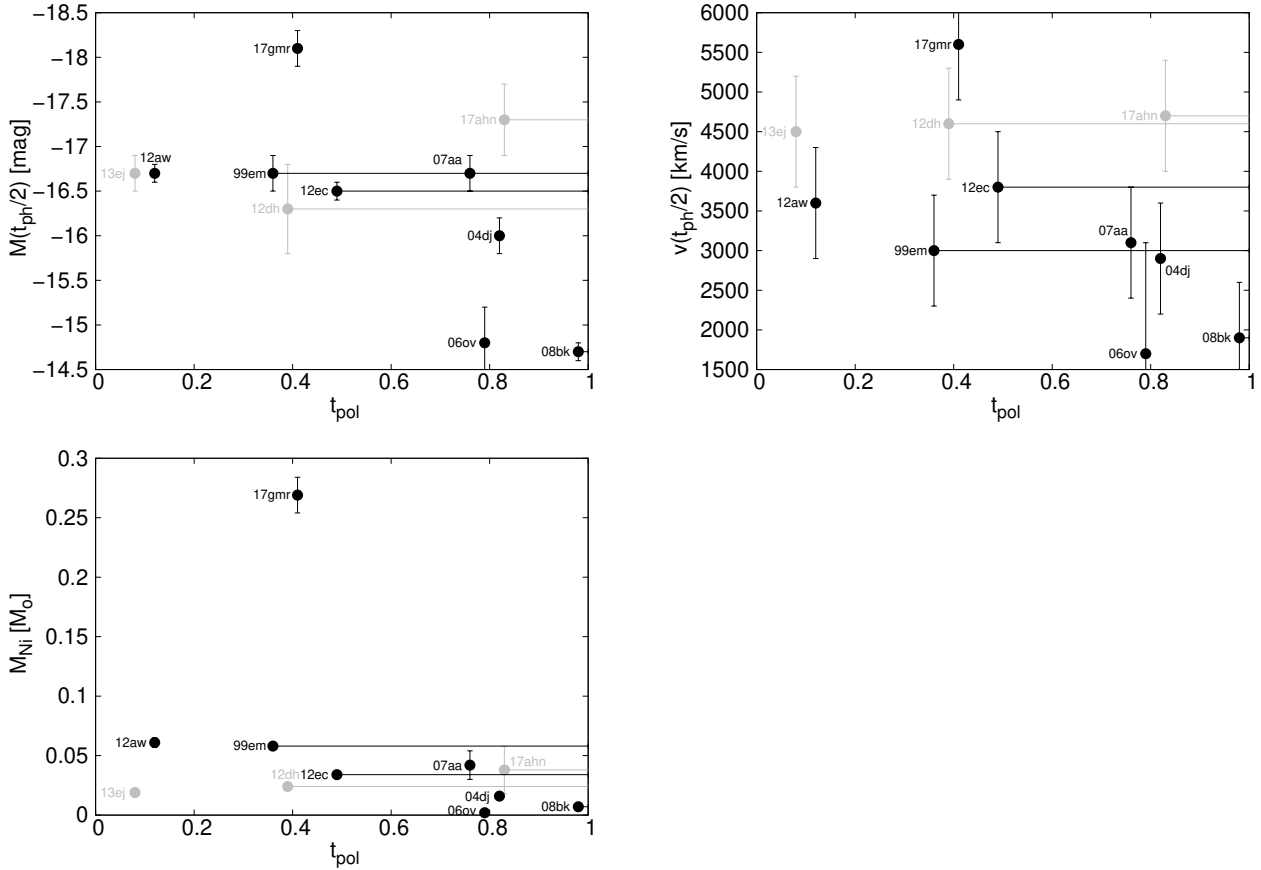 -18.5
-18
-17.5
-17
-16.5
-16
-15.5
-15
-14.5
M(t_ph/2) [mag]
17gmr
17ahn
13ej
12aw
99em
07aa
12ec
12dh
04dj
06ov
08bk
0 0.2 0.4 0.6 0.8 1
t_pol
6000
5500
5000
4500
4000
3500
3000
2500
2000
1500
v(t_ph/2) [km/s]
17gmr
17ahn
12dh
13ej
12ec
12aw
07aa
99em
04dj
06ov
08bk
0 0.2 0.4 0.6 0.8 1
t_pol
0.3
0.25
0.2
0.15
0.1
0.05
0
M_Ni [M_o]
17gmr
12aw
99em
17ahn
07aa
12dh
12ec
13ej
04dj
06ov
08bk
0 0.2 0.4 0.6 0.8 1
t_pol